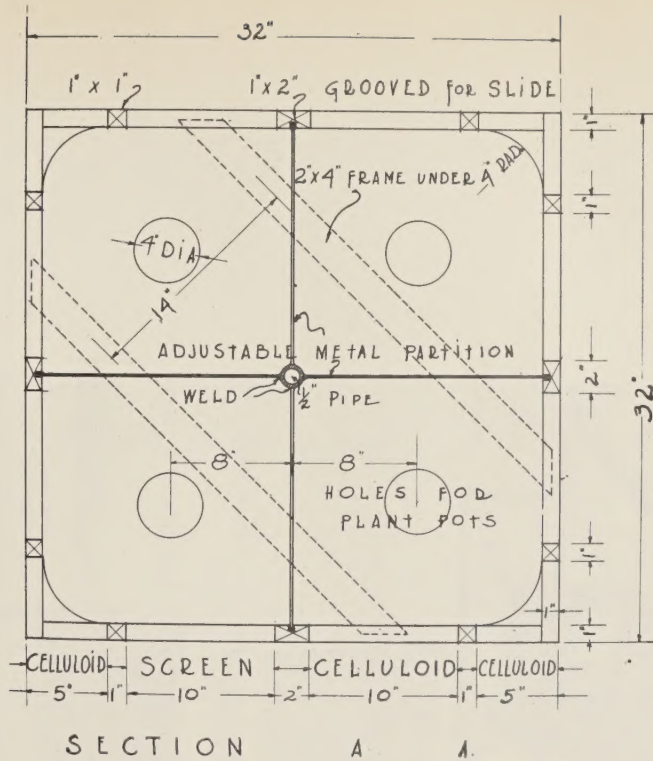 32"
1" x 1" 1"x2" GROOVED FOR SLIDE
1"
2"x4" FRAME UNDER 4" RAD.
1"
4" DIA
14"
ADJUSTABLE METAL PARTITION
2"
32"
WELD 1/2" PIPE
8" 8"
HOLES FOR
PLANT POTS
1"
1"
1"
CELLULOID SCREEN CELLULOID CELLULOID
5" 1" 10" 2" 10" 1" 5"
SECTION A A.